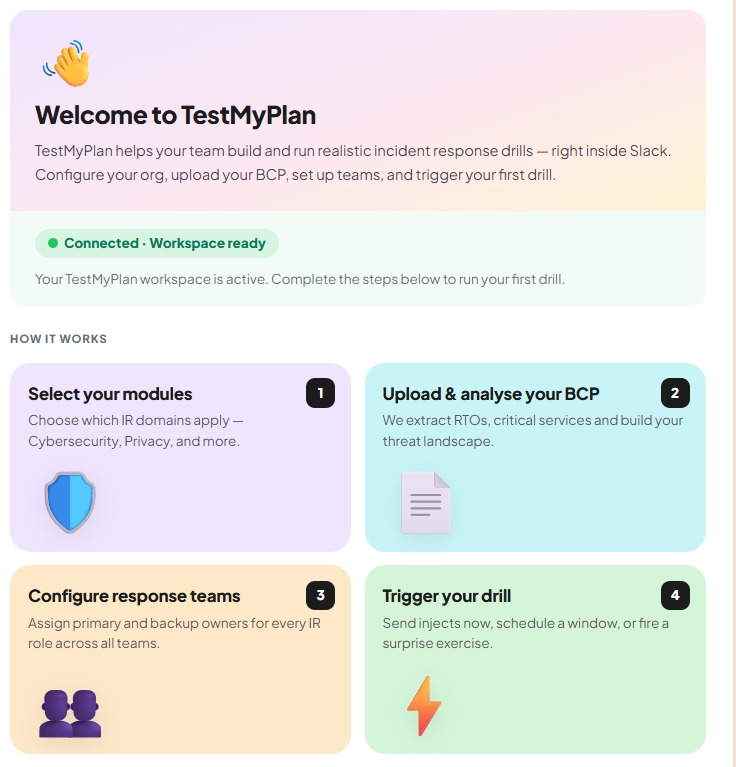 Welcome to TestMyPlan
TestMyPlan helps your team build and run realistic incident response drills — right inside Slack.
Configure your org, upload your BCP, set up teams, and trigger your first drill.
Connected · Workspace ready
Your TestMyPlan workspace is active. Complete the steps below to run your first drill.
HOW IT WORKS
Select your modules
1
Choose which IR domains apply —
Cybersecurity, Privacy, and more.
Upload & analyse your BCP
2
We extract RTOs, critical services and build your
threat landscape.
Configure response teams
3
Assign primary and backup owners for every IR
role across all teams.
Trigger your drill
4
Send injects now, schedule a window, or fire a
surprise exercise.